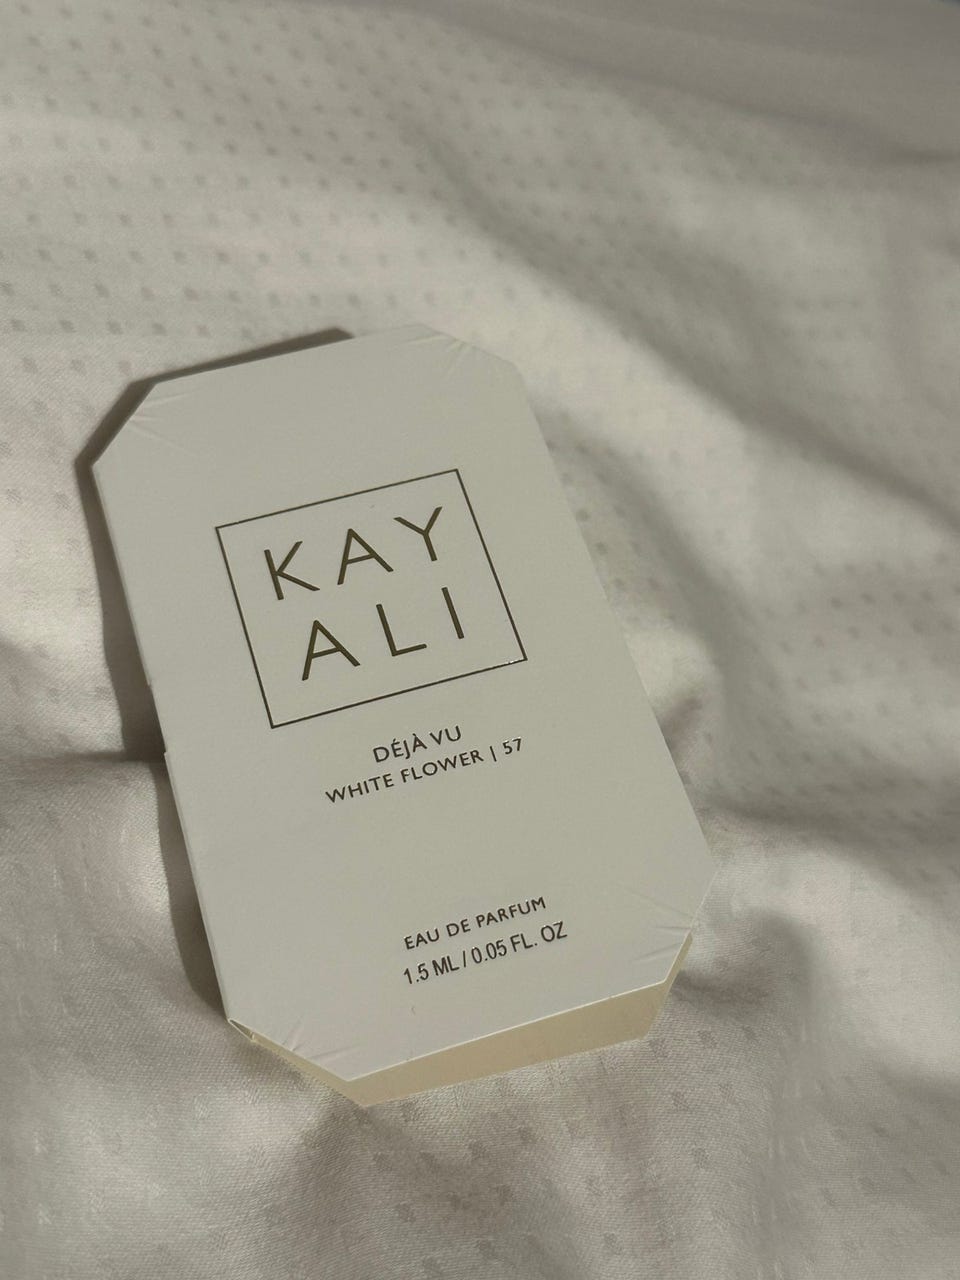 KAY
ALI
DÉJÀ VU
WHITE FLOWER | 57
EAU DE PARFUM
1.5 ML / 0.05 FL. OZ